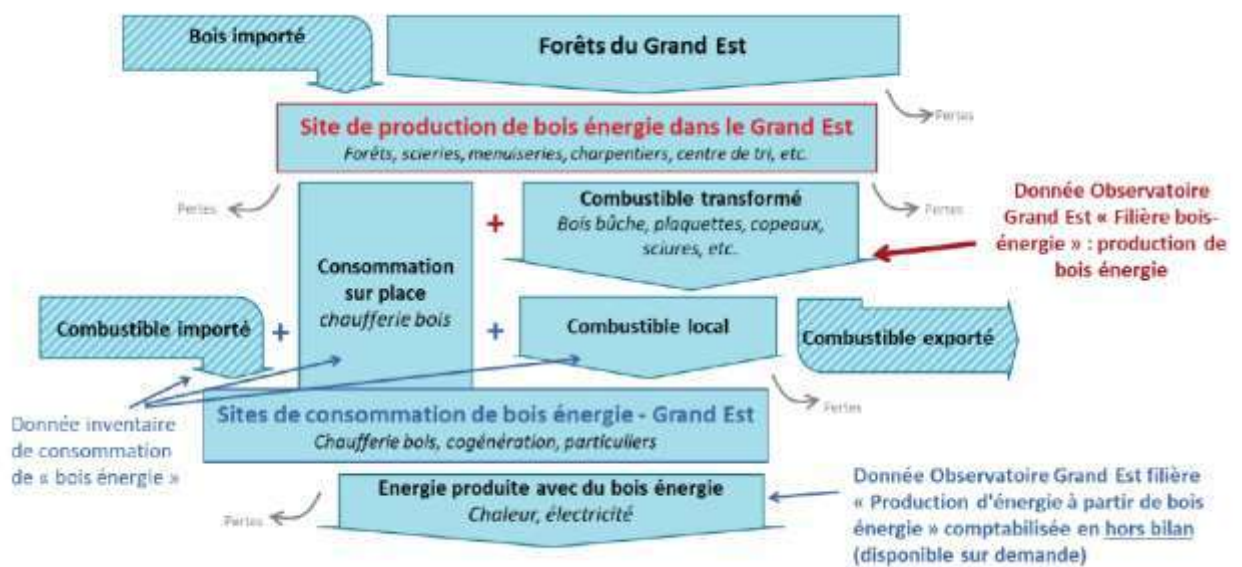 Bois importé
Forêts du Grand Est
Pertes
Site de production de bois énergie dans le Grand Est
Forêts, scieries, menuiseries, charpentiers, centre de tri, etc.
Pertes
Combustible transformé
Bois bûche, plaquettes, copeaux,
sciures, etc.
+
Pertes
Donnée Observatoire
Grand Est « Filière bois-
énergie » : production de
bois énergie
Consommation
sur place
chaufferie bois
Combustible importé
+
+
Combustible local
Combustible exporté
Donnée inventaire
de consommation
de « bois énergie »
Pertes
Sites de consommation de bois énergie - Grand Est
Chaufferie bois, cogénération, particuliers
Energie produite avec du bois énergie
Chaleur, électricité
Pertes
Donnée Observatoire Grand Est filière
« Production d'énergie à partir de bois
énergie » comptabilisée en hors bilan
(disponible sur demande)